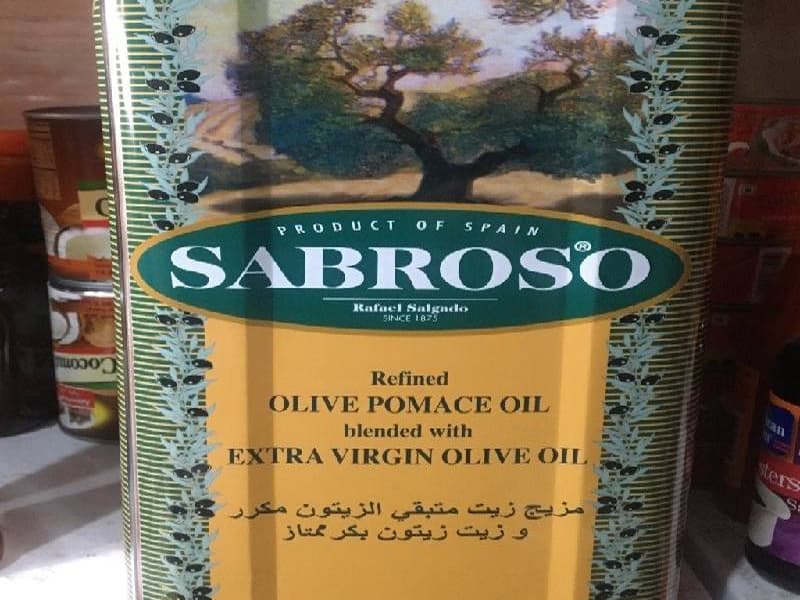 PRODUCT OF SPAIN
SABROSO®
Rafael Salgado
SINCE 1875
Refined
OLIVE POMACE OIL
blended with
EXTRA VIRGIN OLIVE OIL
مزيج زيت متبقي الزيتون مكرر
و زيت زيتون بكر ممتاز